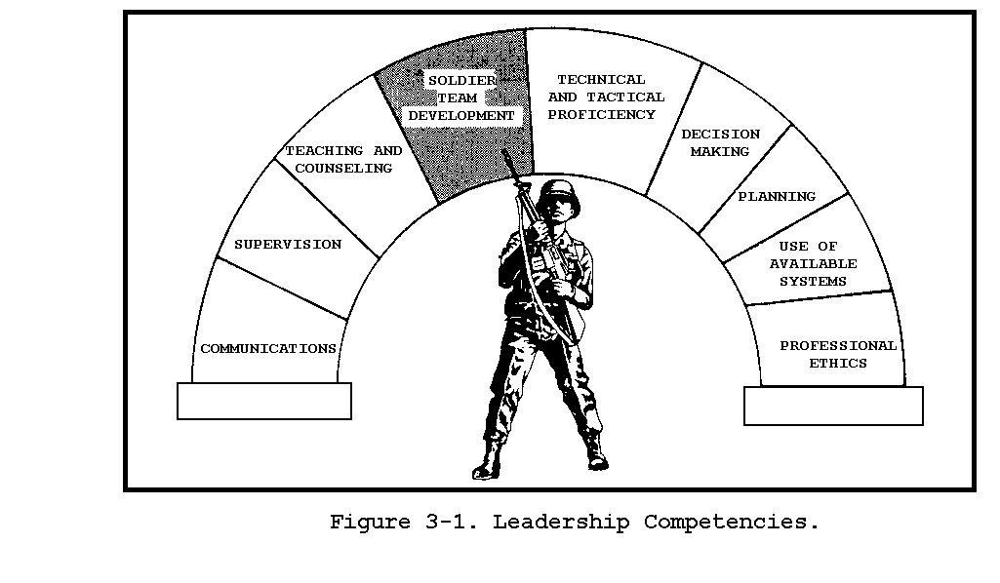 SOLDIER
TEAM
DEVELOPMENT
TECHNICAL
AND TACTICAL
PROFICIENCY
TEACHING AND
COUNSELING
DECISION
MAKING
PLANNING
SUPERVISION
USE OF
AVAILABLE
SYSTEMS
COMMUNICATIONS
PROFESSIONAL
ETHICS
Figure 3-1. Leadership Competencies.